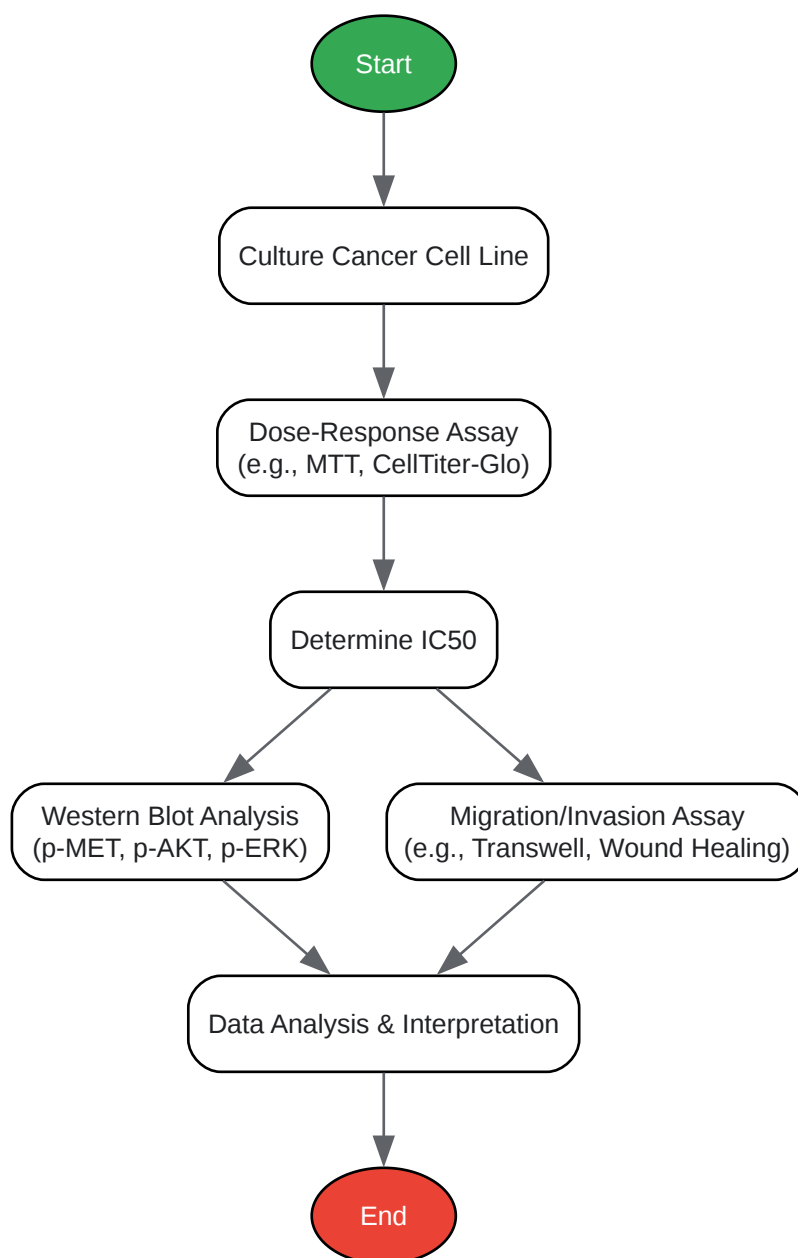 Start
Culture Cancer Cell Line
Dose-Response Assay
(e.g., MTT, CellTiter-Glo)
Determine IC50
Western Blot Analysis
(p-MET, p-AKT, p-ERK)
Migration/Invasion Assay
(e.g., Transwell, Wound Healing)
Data Analysis & Interpretation
End